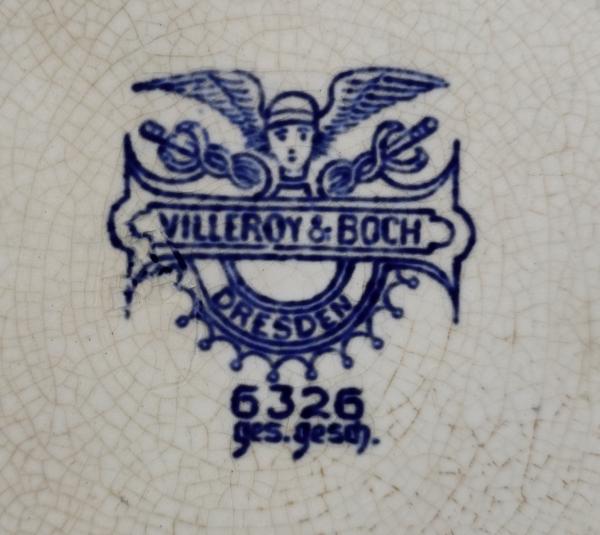 VILLEROY & BOCH
DRESDEN
6326
ges. gesch.